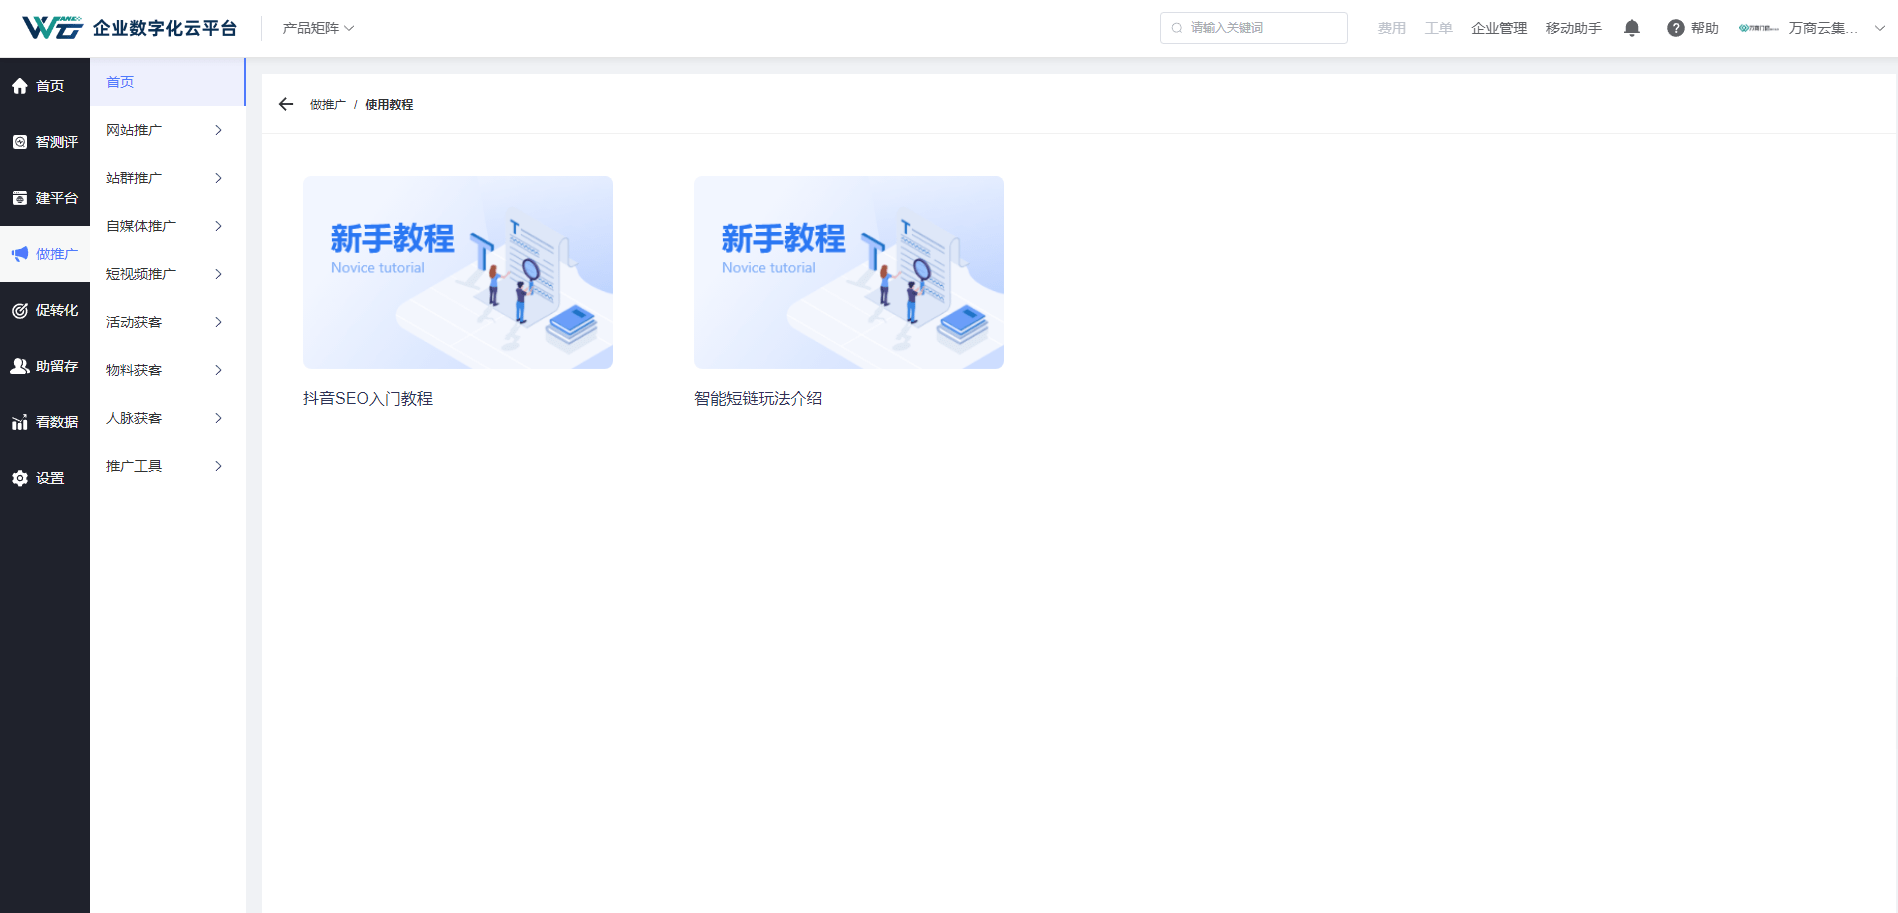 企业数字化云平台
产品矩阵
请输入关键词
费用
工单
企业管理
移动助手
帮助
万商云集...
首页
智测评
建平台
做推广
促转化
助留存
看数据
设置
首页
网站推广
站群推广
自媒体推广
短视频推广
活动获客
物料获客
人脉获客
推广工具
做推广 / 使用教程
新手教程
Novice tutorial
抖音SEO入门教程
新手教程
Novice tutorial
智能短链玩法介绍